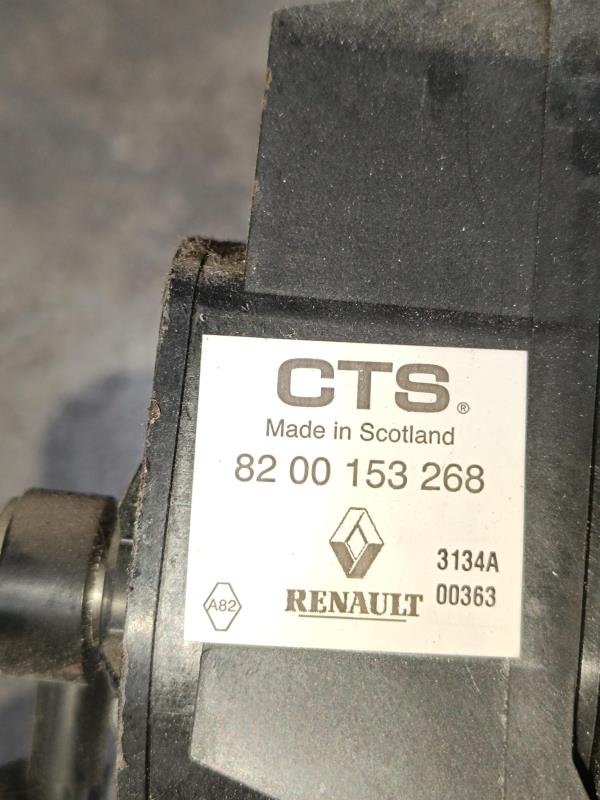 CTS®
Made in Scotland
82 00 153 268
3134A
A82 RENAULT 00363